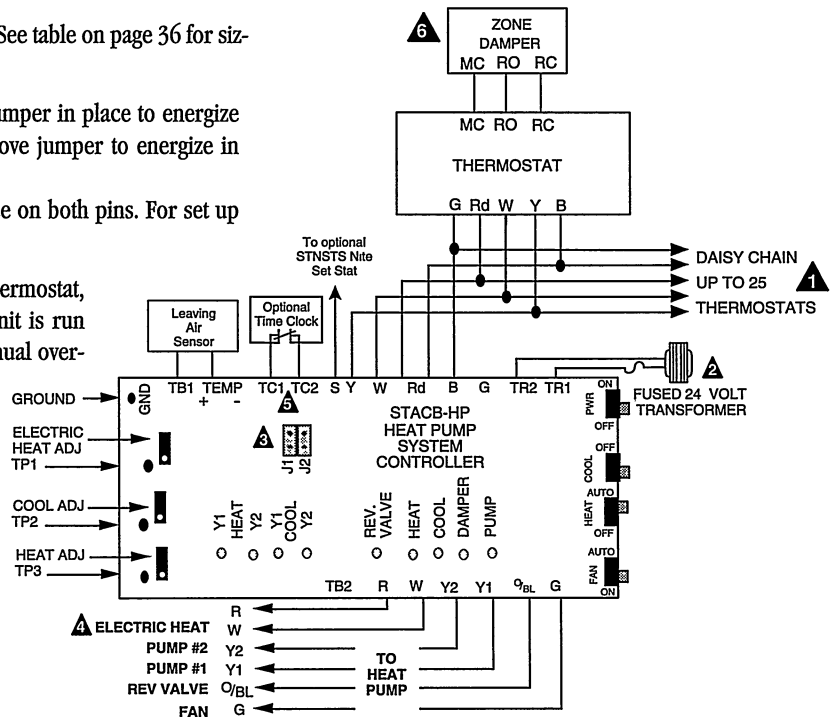 See table on page 36 for siz-
umper in place to energize
ove jumper to energize in
e on both pins. For set up
ermostat,
nit is run
nual over-
6
ZONE
DAMPER
MC RO RC
MC RO RC
THERMOSTAT
G Rd W Y B
To optional
STNSTS Nite
Set Stat
DAISY CHAIN
UP TO 25
THERMOSTATS
1
Leaving
Air
Sensor
Optional
Time Clock
2
FUSED 24 VOLT
TRANSFORMER
TB1 TEMP TC1 TC2 S Y W Rd B G TR2 TR1
+ -
GND
GROUND
ELECTRIC
HEAT ADJ
TP1
COOL ADJ
TP2
HEAT ADJ
TP3
5
3
J1 J2
STACB-HP
HEAT PUMP
SYSTEM
CONTROLLER
ON
PWR
OFF
OFF
COOL
AUTO
HEAT
OFF
AUTO
FAN
ON
Y1
HEAT
Y2
Y1
COOL
Y2
REV.
VALVE
HEAT
COOL
DAMPER
PUMP
TB2 R W Y2 Y1 O/BL G
R
4 ELECTRIC HEAT W
PUMP #2 Y2
PUMP #1 Y1
REV VALVE O/BL
FAN G
TO
HEAT
PUMP